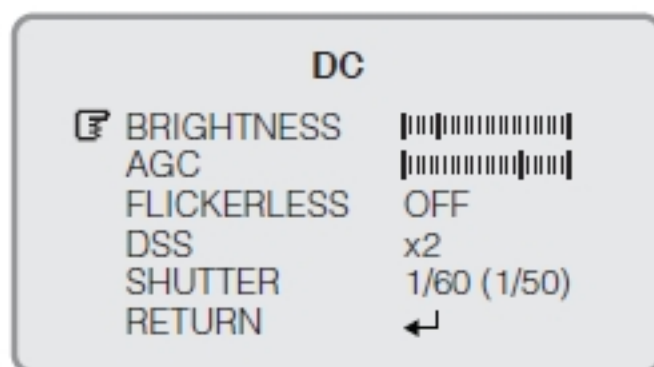 DC
BRIGHTNESS
AGC
FLICKERLESS OFF
DSS x2
SHUTTER 1/60 (1/50)
RETURN ↵